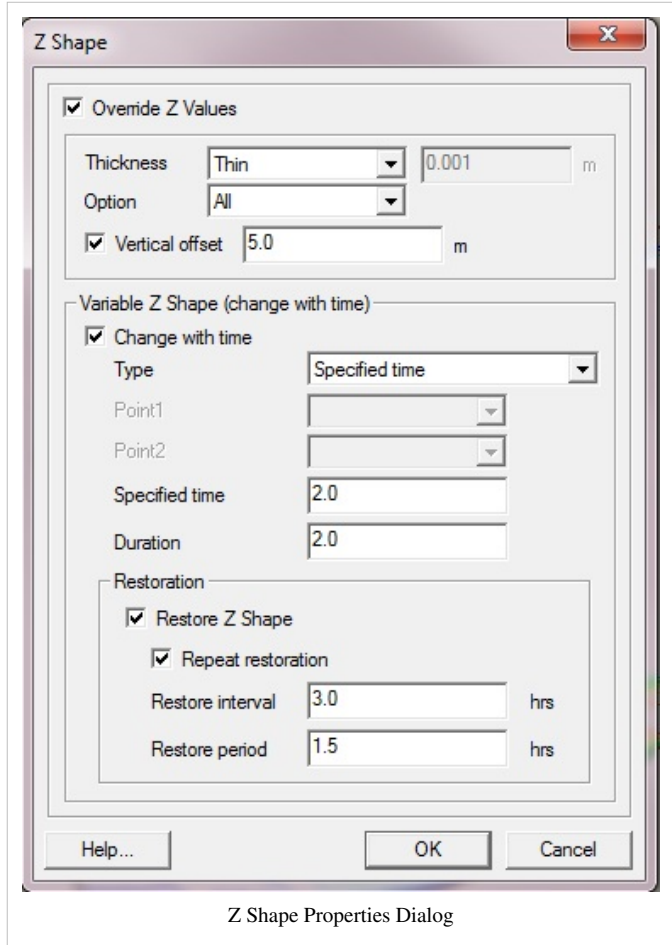 Z Shape
Override Z Values
Thickness Thin 0.001 m
Option All
Vertical offset 5.0 m
Variable Z Shape (change with time)
Change with time
Type Specified time
Point1
Point2
Specified time 2.0
Duration 2.0
Restoration
Restore Z Shape
Repeat restoration
Restore interval 3.0 hrs
Restore period 1.5 hrs
Help... OK Cancel
Z Shape Properties Dialog